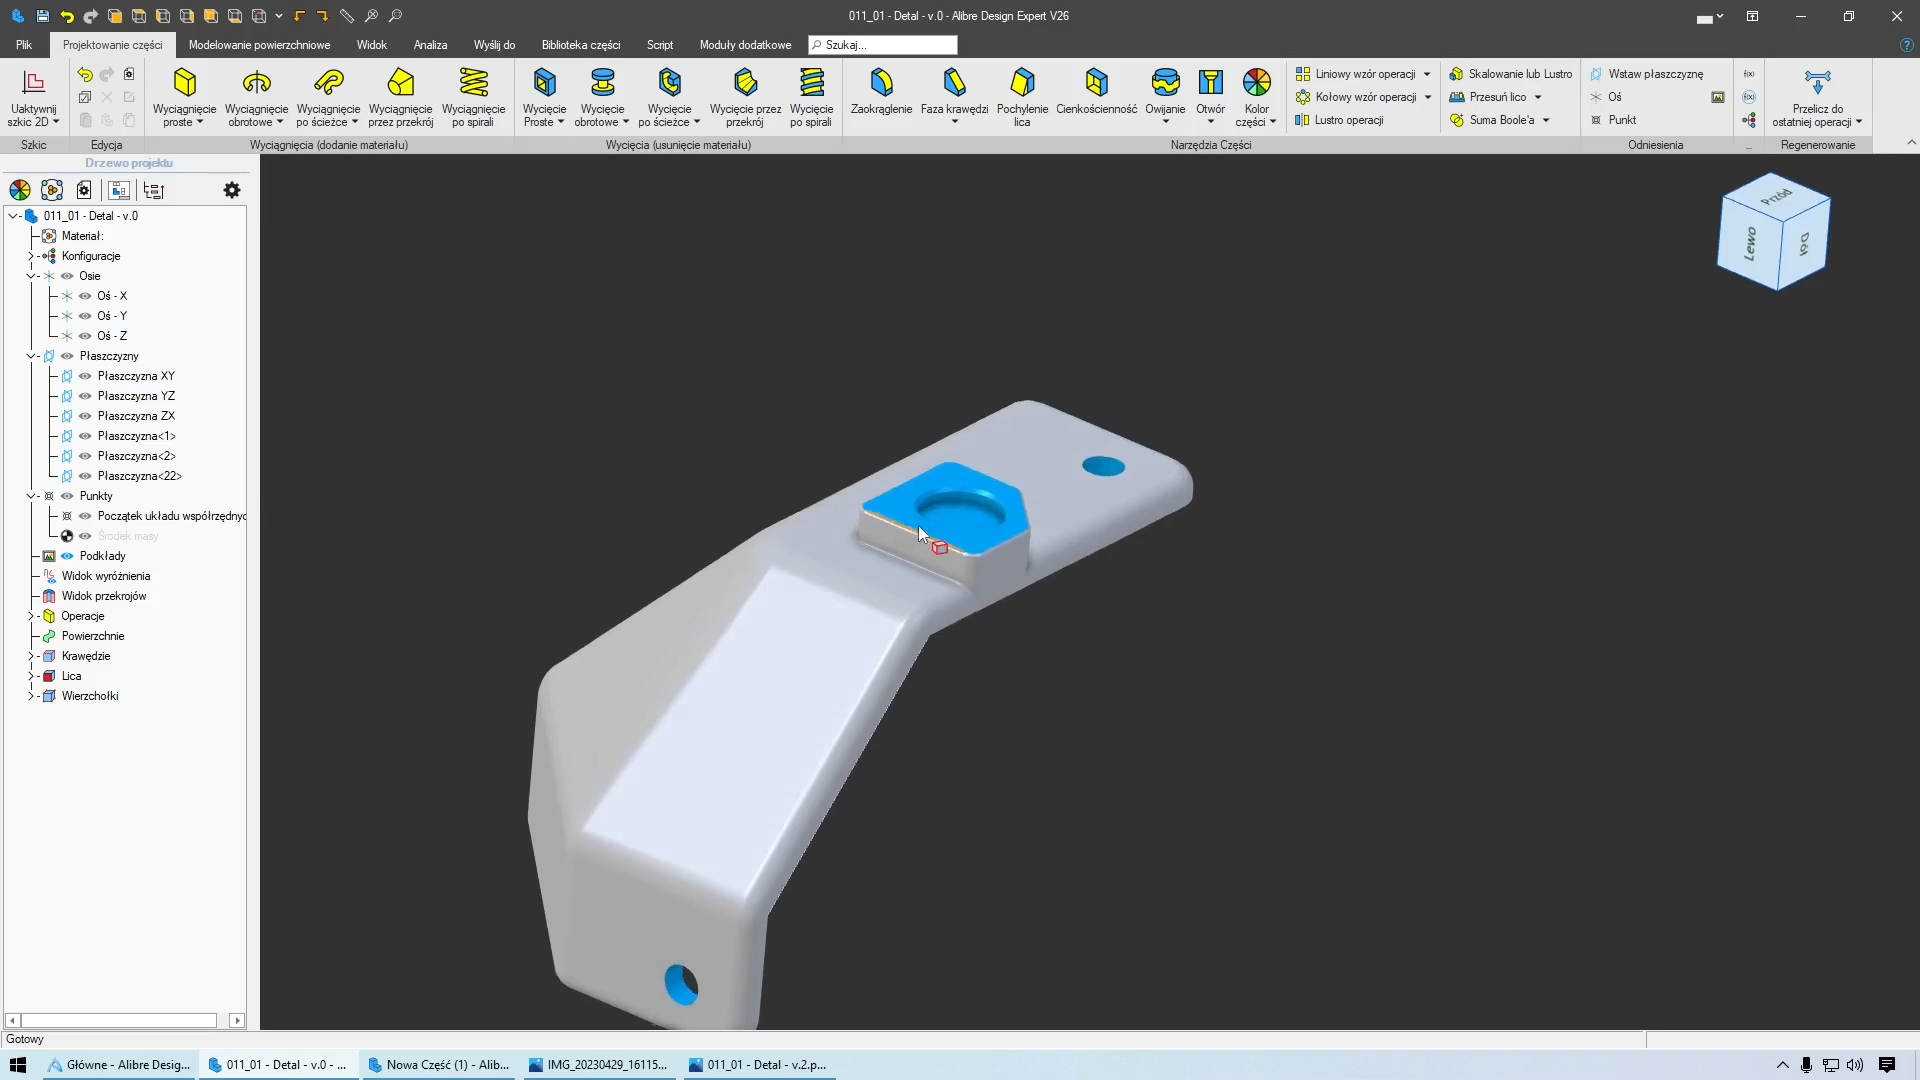 011_01 - Detal - v.0 - Alibre Design Expert V26
Plik
Projektowanie części
Modelowanie powierzchniowe
Widok
Analiza
Wyślij do
Biblioteka części
Script
Moduły dodatkowe
Szukaj...
Uaktywnij szkic 2D
Wyciągnięcie proste
Wyciągnięcie obrotowe
Wyciągnięcie po ścieżce
Wyciągnięcie przez przekrój
Wyciągnięcie po spirali
Wycięcie Proste
Wycięcie obrotowe
Wycięcie po ścieżce
Wycięcie przez przekrój
Wycięcie po spirali
Zaokrąglenie
Faza krawędzi
Pochylenie lica
Cienkościenność
Owijanie
Otwór
Kolor części
Liniowy wzór operacji
Kołowy wzór operacji
Lustro operacji
Skalowanie lub Lustro
Przesuń lico
Suma Boole'a
Wstaw płaszczyznę
Oś
Punkt
f(x)
(x)
Przelicz do ostatniej operacji
Szkic
Edycja
Wyciągnięcia (dodanie materiału)
Wycięcia (usunięcie materiału)
Narzędzia Części
Odniesienia
...
Regenerowanie
Drzewo projektu
011_01 - Detal - v.0
Materiał:
Konfiguracje
Osie
Oś - X
Oś - Y
Oś - Z
Płaszczyzny
Płaszczyzna XY
Płaszczyzna YZ
Płaszczyzna ZX
Płaszczyzna<1>
Płaszczyzna<2>
Płaszczyzna<22>
Punkty
Początek układu współrzędnyc
Środek masy
Podkłady
Widok wyróżnienia
Widok przekrojów
Operacje
Powierzchnie
Krawędzie
Lica
Wierzchołki
Przód
Lewo
Dół
Gotowy
Główne - Alibre Desig...
011_01 - Detal - v.0 - ...
Nowa Część (1) - Alib...
IMG_20230429_16115...
011_01 - Detal - v.2.p...